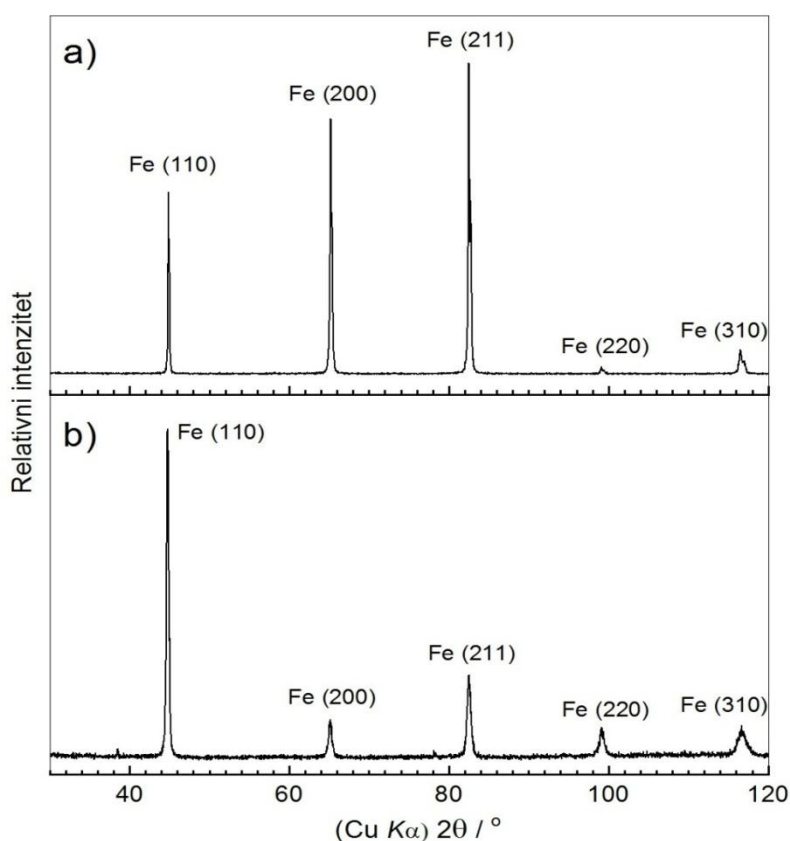 Relativni intenzitet
a)
Fe (110)
Fe (200)
Fe (211)
Fe (220)
Fe (310)
b)
Fe (110)
Fe (200)
Fe (211)
Fe (220)
Fe (310)
40 60 80 100 120
(Cu Kα) 2θ / °